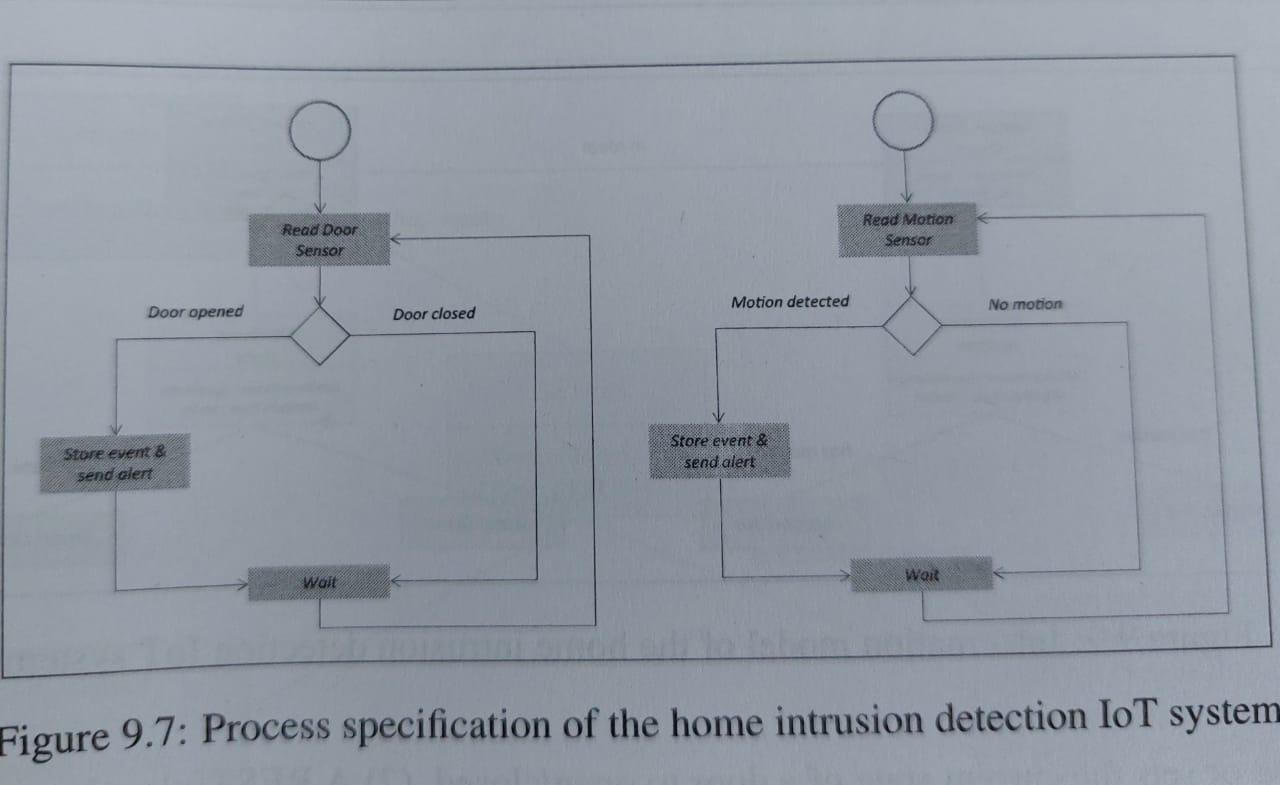 Read Door
Sensor
Door opened
Door closed
Store event &
send alert
Wait
Read Motion
Sensor
Motion detected
No motion
Store event &
send alert
Wait
Figure 9.7: Process specification of the home intrusion detection IoT system